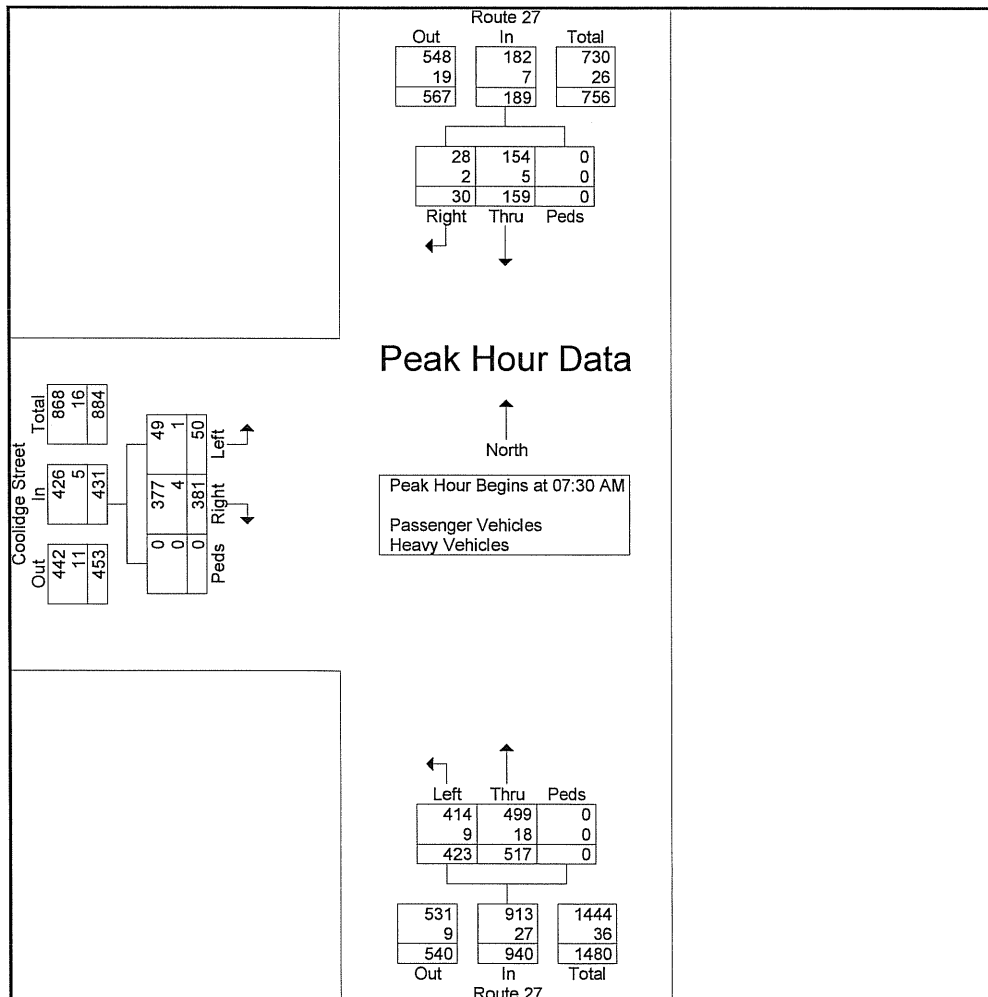 Route 27
Out In Total
548 182 730
19 7 26
567 189 756
28 154 0
2 5 0
30 159 0
Right Thru Peds
Peak Hour Data
North
Peak Hour Begins at 07:30 AM
Passenger Vehicles
Heavy Vehicles
Coolidge Street
Out In Total
442 426 868
11 5 16
453 431 884
0 377 49
0 4 1
0 381 50
Peds Right Left
Left Thru Peds
414 499 0
9 18 0
423 517 0
531 913 1444
9 27 36
540 940 1480
Out In Total
Route 27